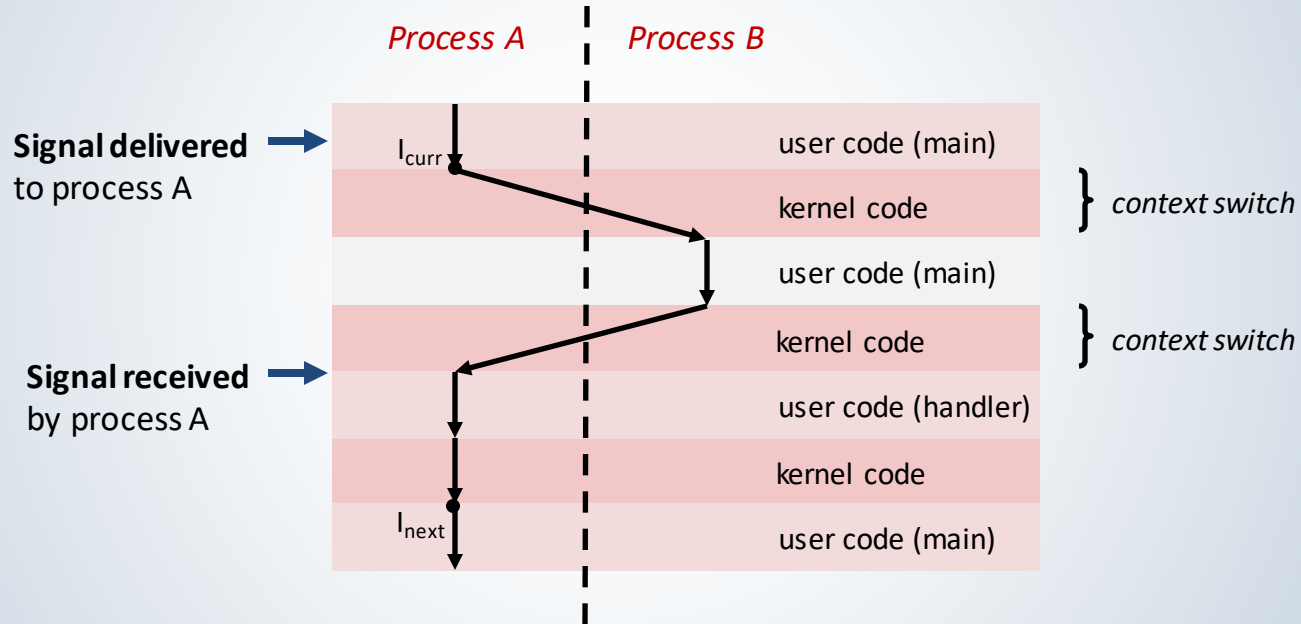 Process A
Process B
Signal delivered
to process A
I_curr
user code (main)
kernel code
context switch
user code (main)
kernel code
context switch
Signal received
by process A
user code (handler)
kernel code
I_next
user code (main)